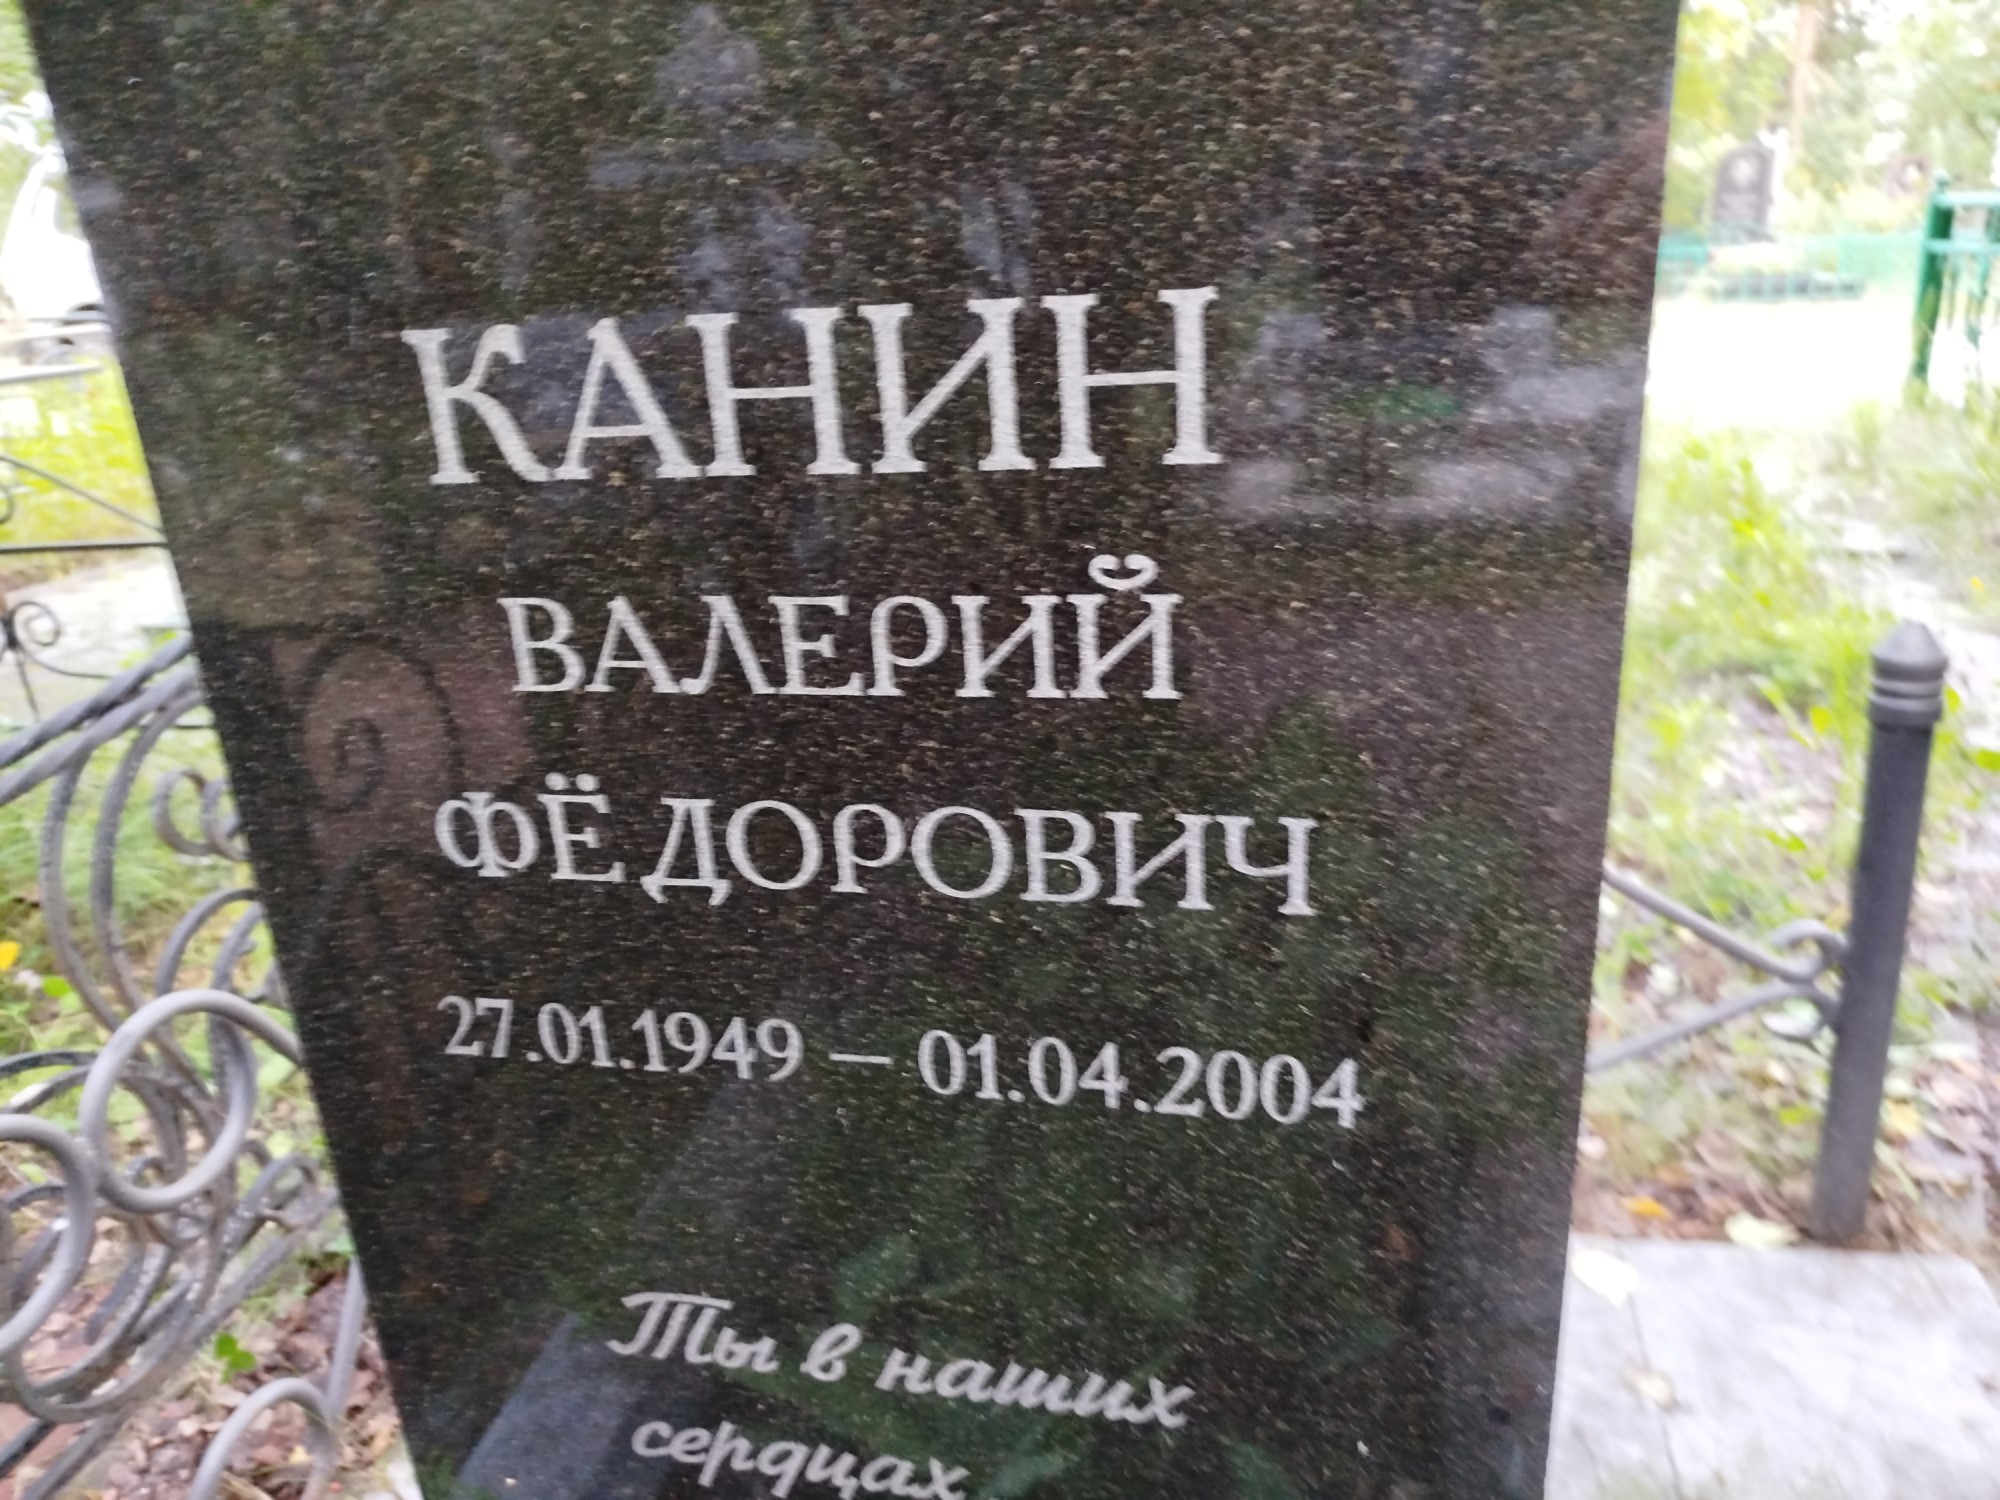 КАНИН
ВАЛЕРИЙ
ФЁДОРОВИЧ
27.01.1949 — 01.04.2004
Ты в наших
сердцах